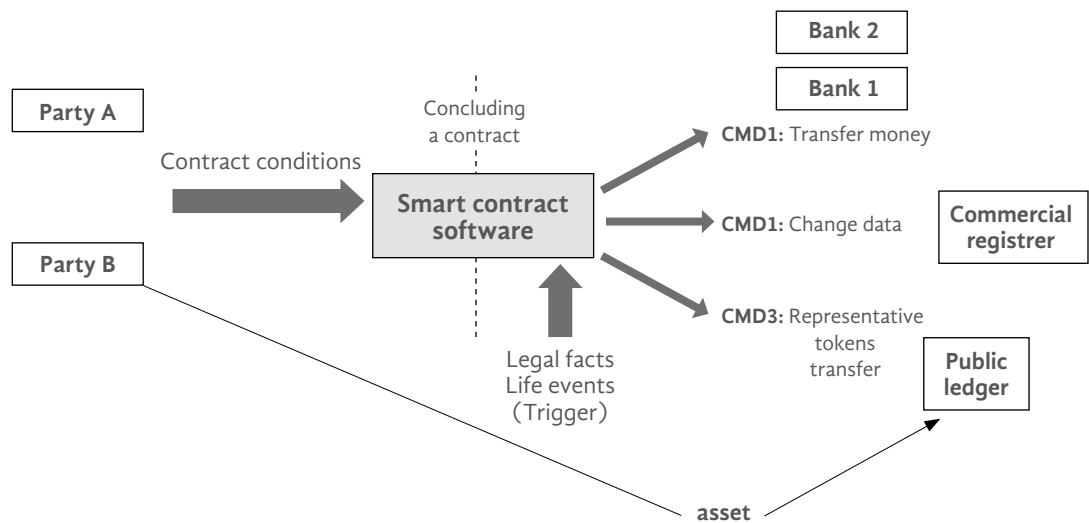 Bank 2
Bank 1
Party A
Concluding
a contract
CMD1: Transfer money
Contract conditions
Smart contract
software
CMD1: Change data
Commercial
registrer
Party B
CMD3: Representative
tokens
transfer
Legal facts
Life events
(Trigger)
Public
ledger
asset